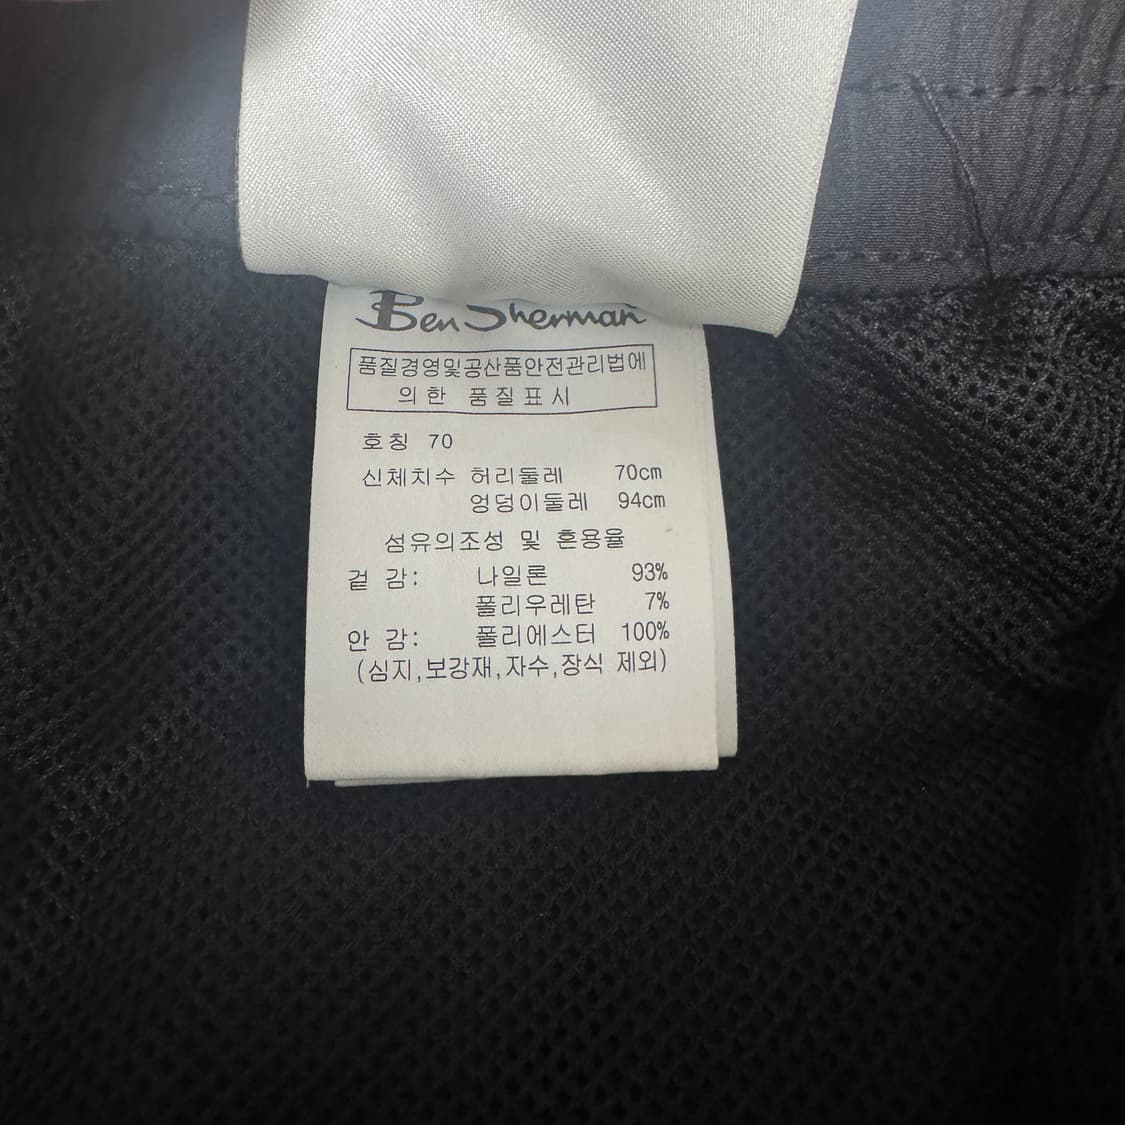 Ben Sherman
품질경영및공산품안전관리법에
의한 품질표시
호칭 70
신체치수 허리둘레 70cm
엉덩이둘레 94cm
섬유의조성 및 혼용율
겉 감: 나일론 93%
폴리우레탄 7%
안 감: 폴리에스터 100%
(심지,보강재,자수,장식 제외)